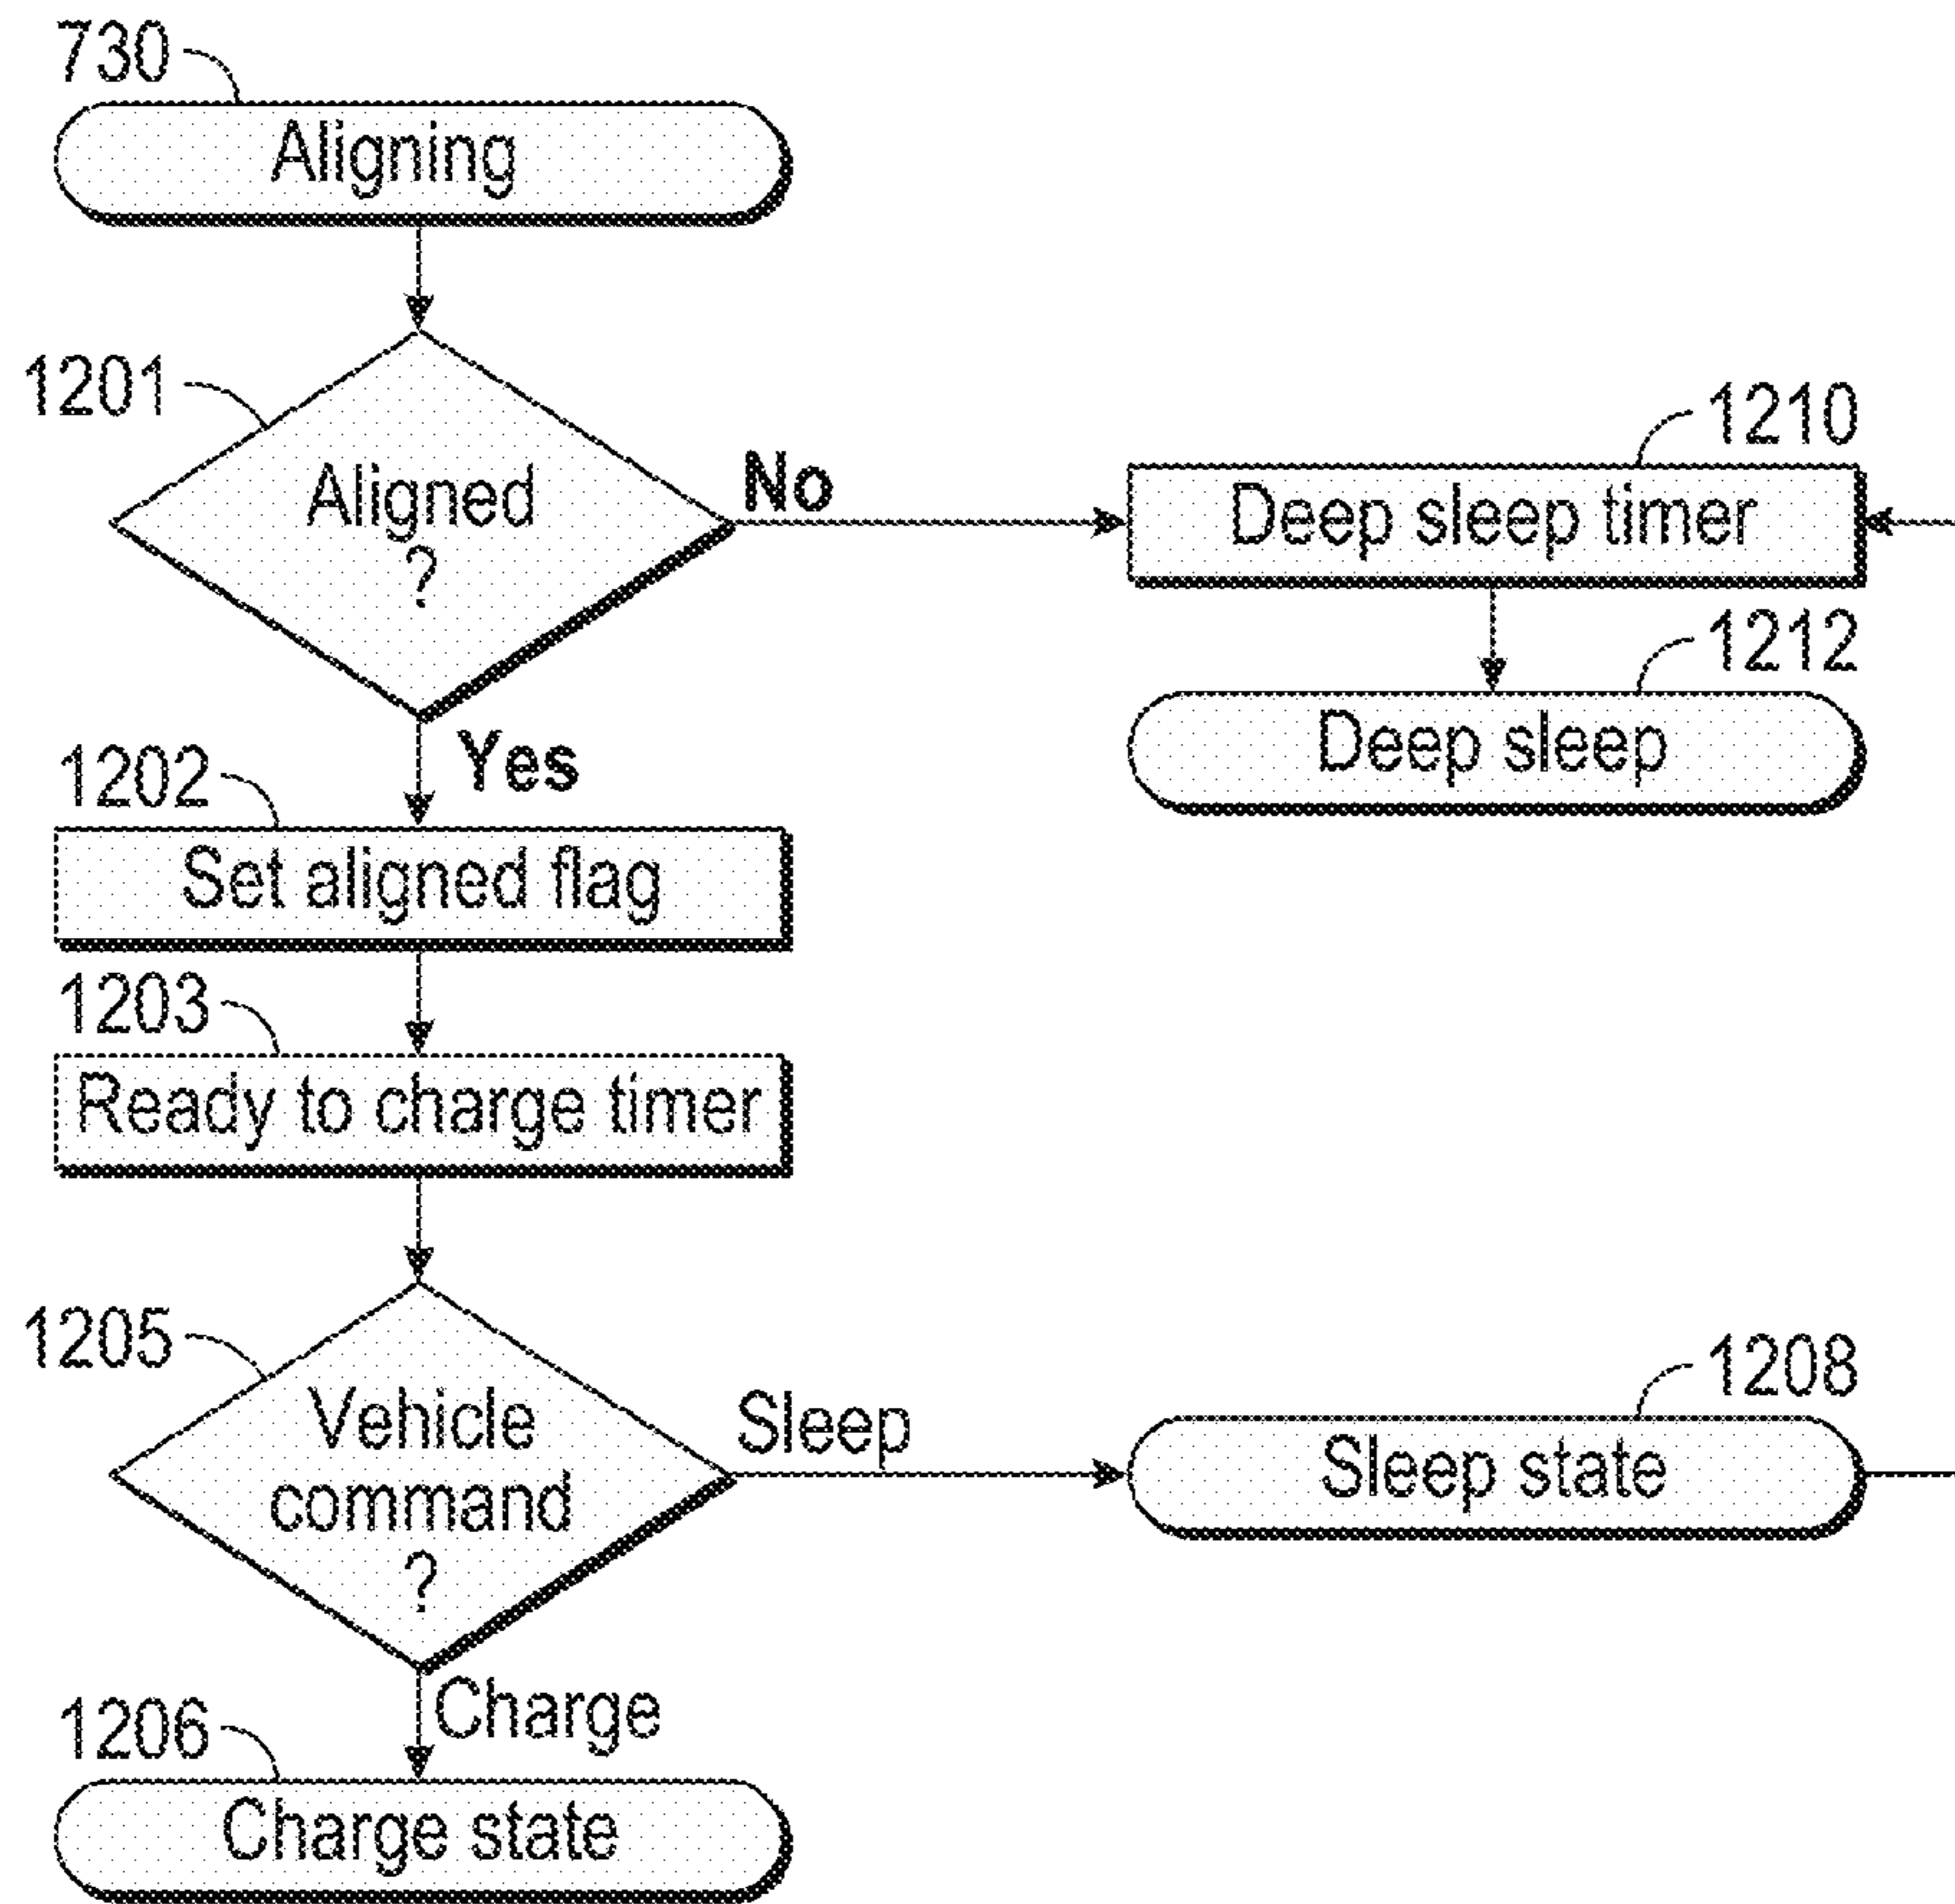 730
Aligning
1201
Aligned
?
No
1210
Deep sleep timer
1212
Deep sleep
Yes
1202
Set aligned flag
1203
Ready to charge timer
1205
Vehicle
command
?
Sleep
1208
Sleep state
Charge
1206
Charge state